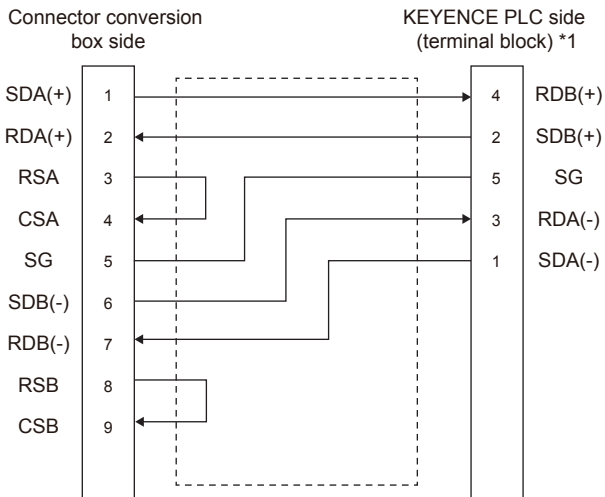 Connector conversion
box side
KEYENCE PLC side
(terminal block) *1
SDA(+) 1 4 RDB(+)
RDA(+) 2 2 SDB(+)
RSA 3 5 SG
CSA 4 3 RDA(-)
SG 5 1 SDA(-)
SDB(-) 6
RDB(-) 7
RSB 8
CSB 9